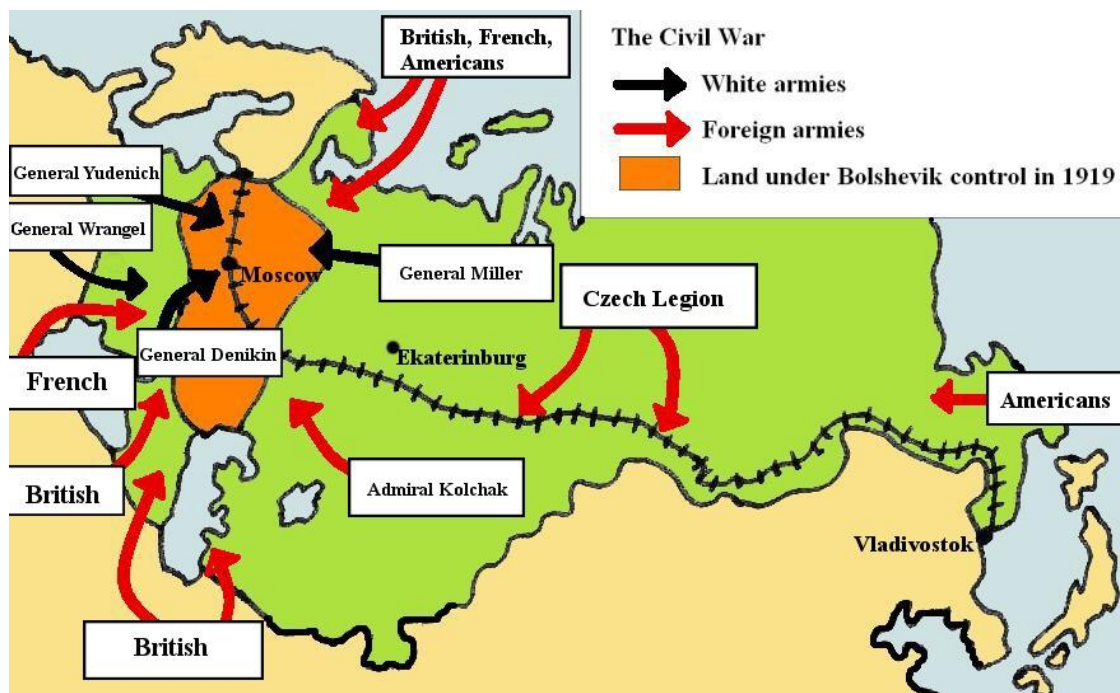 British, French,
Americans
The Civil War
White armies
Foreign armies
Land under Bolshevik control in 1919
General Yudenich
General Wrangel
Moscow
General Miller
Czech Legion
General Denikin
Ekaterinburg
French
Americans
British
Admiral Kolchak
Vladivostok
British